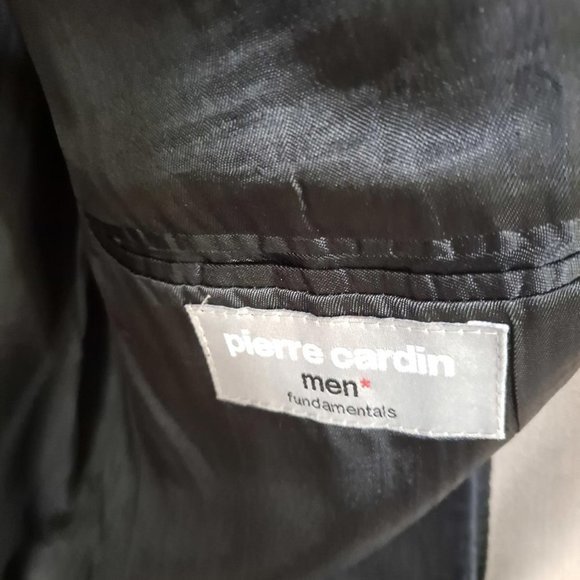 pierre cardin
men*
fundamentals